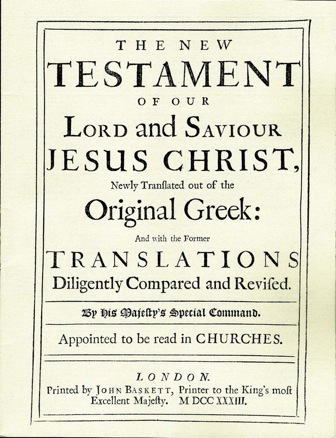 THE NEW
TESTAMENT
OF OUR
LORD and SAVIOUR
JESUS CHRIST,
Newly Tranſlated out of the
Original Greek:
And with the Former
TRANSLATIONS
Diligently Compared and Reviſed.
By His Majeſty's Special Command.
Appointed to be read in CHURCHES.
LONDON.
Printed by JOHN BASKETT, Printer to the King's moſt
Excellent Majeſty. M DCC XXXIII.